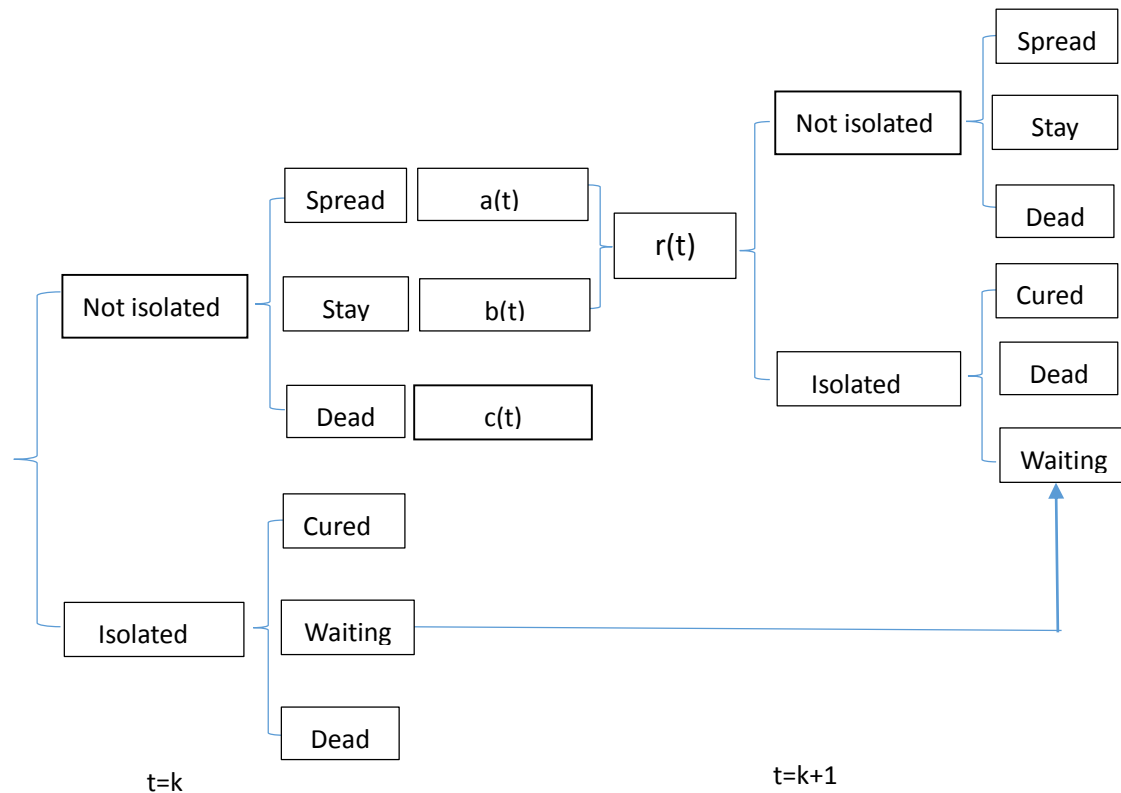 Not isolated
Spread
a(t)
Stay
b(t)
Dead
c(t)
Isolated
Cured
Waiting
Dead
t=k
r(t)
Not isolated
Spread
Stay
Dead
Isolated
Cured
Dead
Waiting
t=k+1